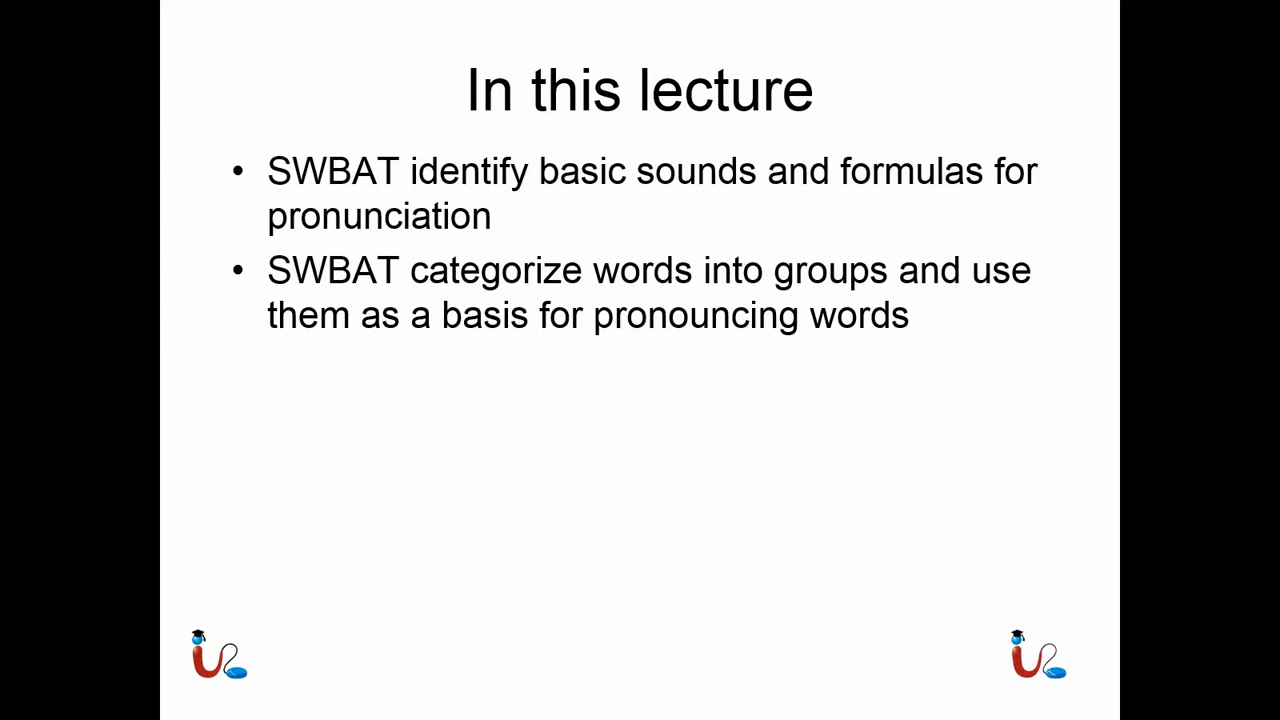 In this lecture
• SWBAT identify basic sounds and formulas for
pronunciation
• SWBAT categorize words into groups and use
them as a basis for pronouncing words